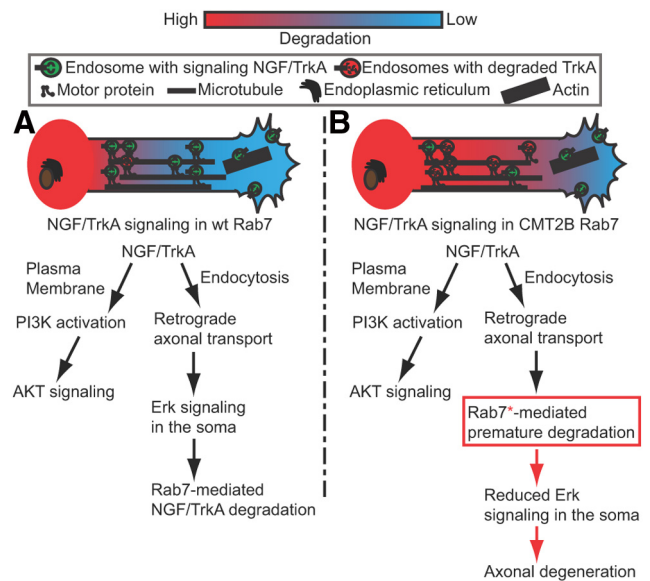 High Low
Degradation
Endosome with signaling NGF/TrkA Endosomes with degraded TrkA
Motor protein Microtubule Endoplasmic reticulum Actin
A
NGF/TrkA signaling in wt Rab7
NGF/TrkA
Plasma
Membrane
Endocytosis
PI3K activation
Retrograde
axonal transport
AKT signaling
Erk signaling
in the soma
Rab7-mediated
NGF/TrkA degradation
B
NGF/TrkA signaling in CMT2B Rab7
NGF/TrkA
Plasma
Membrane
Endocytosis
PI3K activation
Retrograde
axonal transport
AKT signaling
Rab7*-mediated
premature degradation
Reduced Erk
signaling in the soma
Axonal degeneration